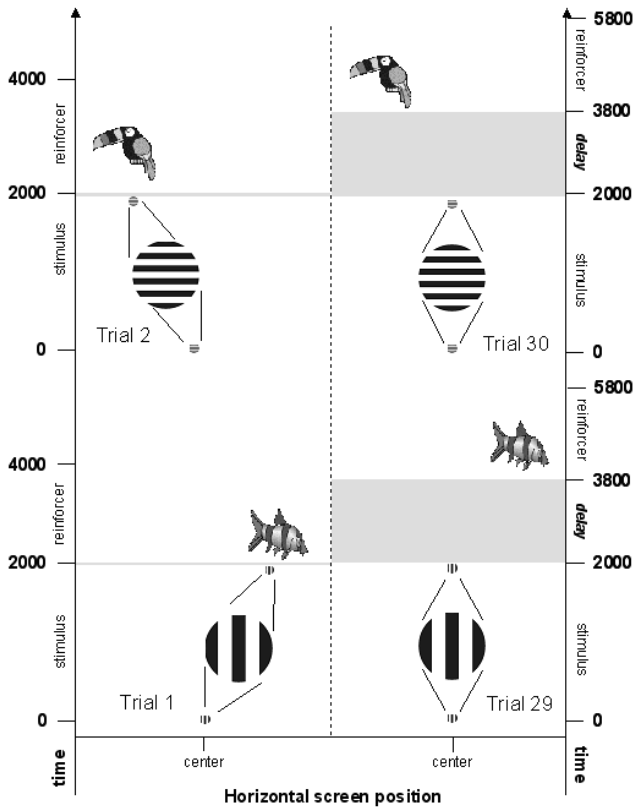 5800
reinforcer
4000
reinforcer
3800
delay
2000
2000
stimulus
stimulus
Trial 2
Trial 30
0
0
5800
reinforcer
4000
reinforcer
3800
delay
2000
2000
stimulus
stimulus
Trial 1
Trial 29
0
0
time
center
center
time
Horizontal screen position